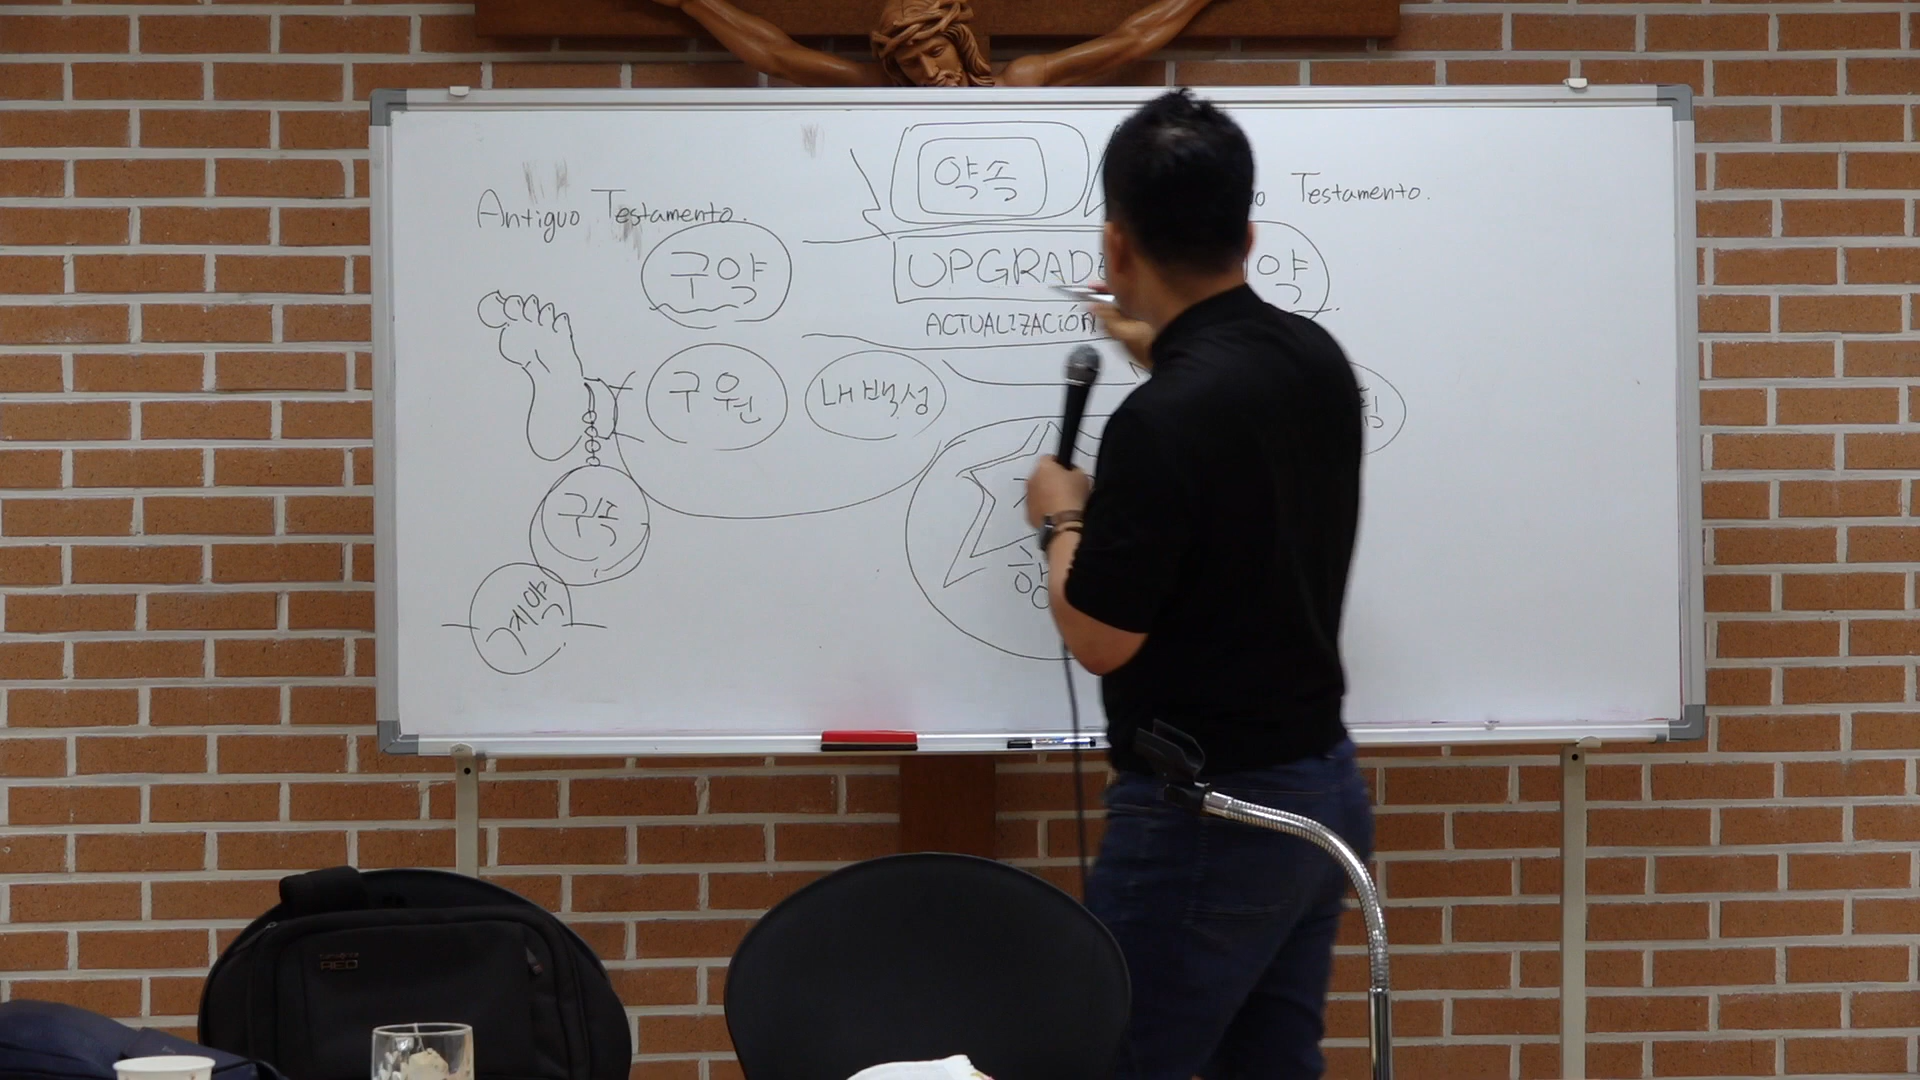 약속
Antiguo Testamento.
Testamento.
구약
UPGRADE
약
ACTUALIZACIÓN
구원
내백성
구속
계약
RED